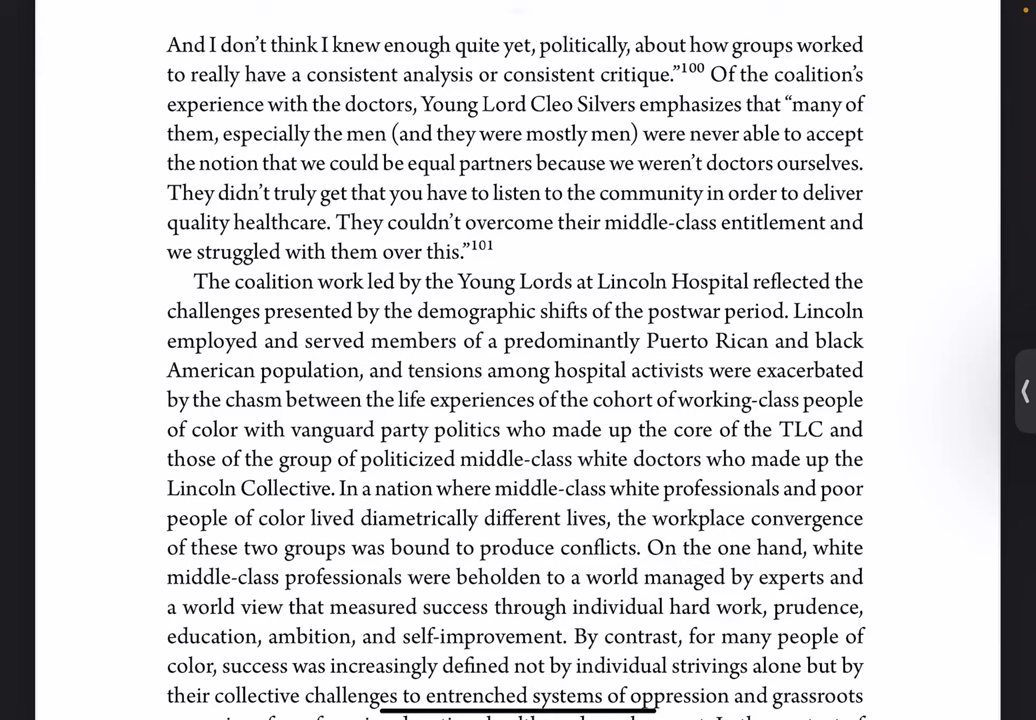 And I don’t think I knew enough quite yet, politically, about how groups worked
to really have a consistent analysis or consistent critique.”100 Of the coalition’s
experience with the doctors, Young Lord Cleo Silvers emphasizes that “many of
them, especially the men (and they were mostly men) were never able to accept
the notion that we could be equal partners because we weren’t doctors ourselves.
They didn’t truly get that you have to listen to the community in order to deliver
quality healthcare. They couldn’t overcome their middle-class entitlement and
we struggled with them over this.”101
The coalition work led by the Young Lords at Lincoln Hospital reflected the
challenges presented by the demographic shifts of the postwar period. Lincoln
employed and served members of a predominantly Puerto Rican and black
American population, and tensions among hospital activists were exacerbated
by the chasm between the life experiences of the cohort of working-class people
of color with vanguard party politics who made up the core of the TLC and
those of the group of politicized middle-class white doctors who made up the
Lincoln Collective. In a nation where middle-class white professionals and poor
people of color lived diametrically different lives, the workplace convergence
of these two groups was bound to produce conflicts. On the one hand, white
middle-class professionals were beholden to a world managed by experts and
a world view that measured success through individual hard work, prudence,
education, ambition, and self-improvement. By contrast, for many people of
color, success was increasingly defined not by individual strivings alone but by
their collective challenges to entrenched systems of oppression and grassroots